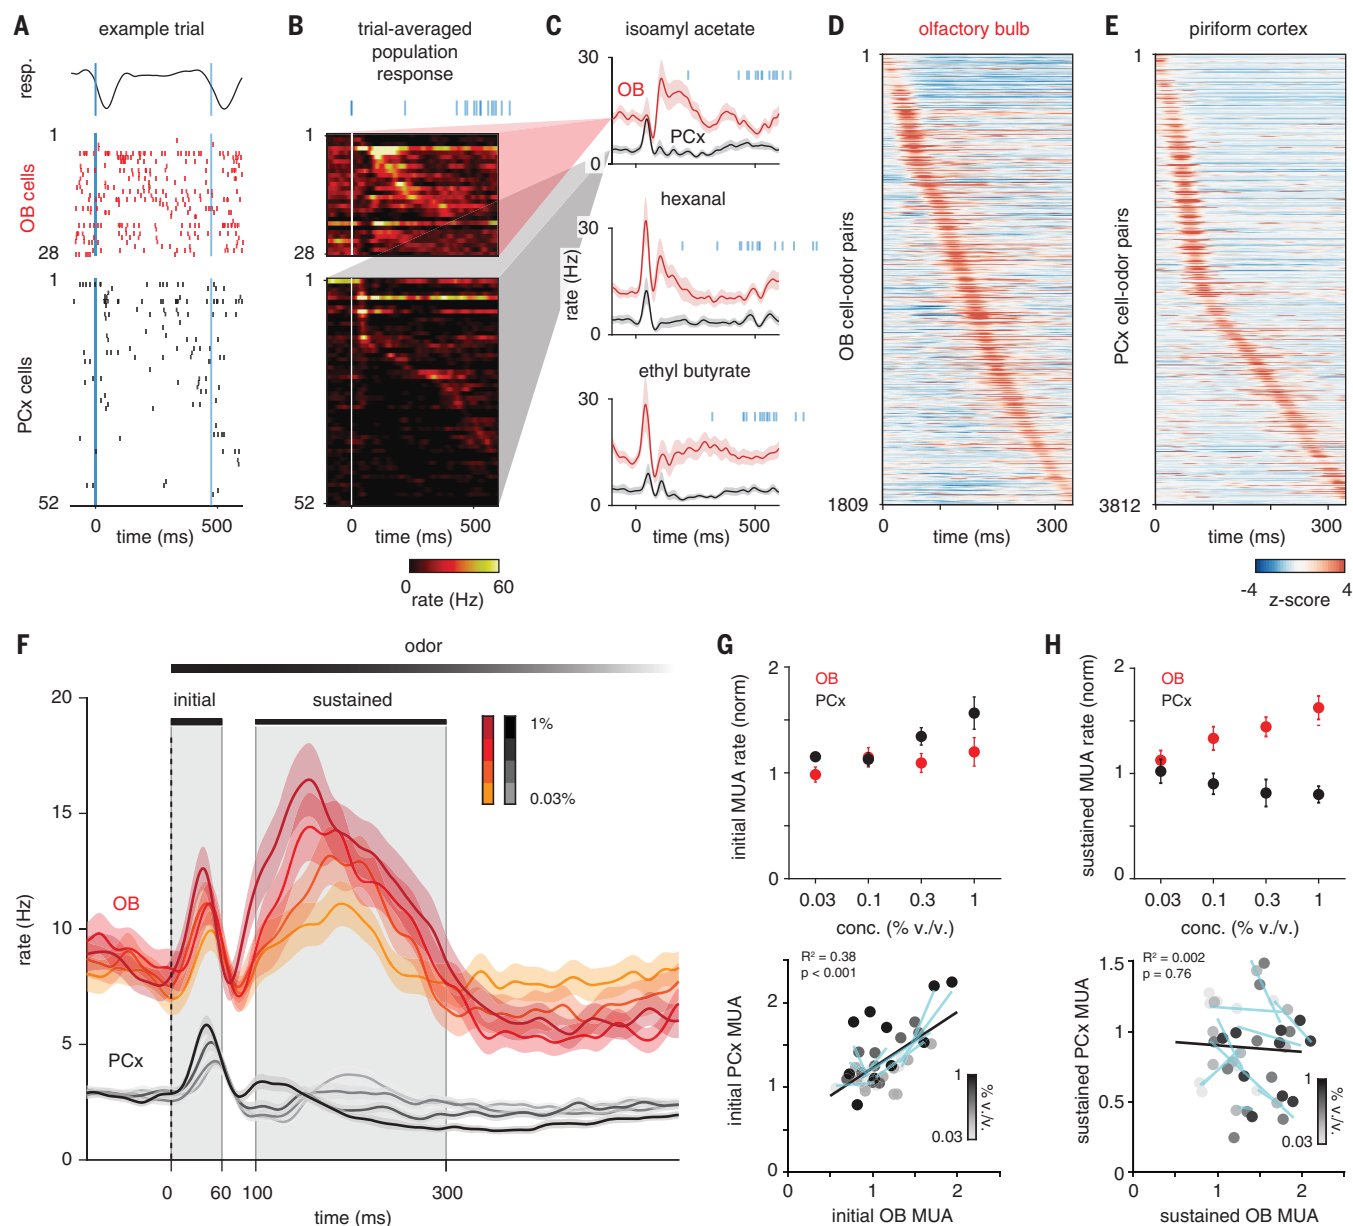 A
example trial
resp.
1
OB cells
28
1
PCx cells
52
0
500
time (ms)
B
trial-averaged
population
response
1
28
1
52
0
500
time (ms)
0
60
rate (Hz)
C
isoamyl acetate
30
OB
PCx
0
hexanal
30
rate (Hz)
0
ethyl butyrate
30
0
0
500
time (ms)
D
olfactory bulb
1
OB cell-odor pairs
1809
0
300
time (ms)
E
piriform cortex
1
PCx cell-odor pairs
3812
0
300
time (ms)
-4
4
z-score
F
odor
initial
sustained
20
15
10
5
0
rate (Hz)
1%
0.03%
OB
PCx
0
60
100
300
time (ms)
G
2
1
0
initial MUA rate (norm)
OB
PCx
0.03
0.1
0.3
1
conc. (% v./v.)
R² = 0.38
p < 0.001
2
1
0
initial PCx MUA
1
0.03
% v./v.
0
1
2
initial OB MUA
H
2
1
0
sustained MUA rate (norm)
OB
PCx
0.03
0.1
0.3
1
conc. (% v./v.)
R² = 0.002
p = 0.76
1.5
1
0.5
0
sustained PCx MUA
1
0.03
% v./v.
0
1
2
sustained OB MUA